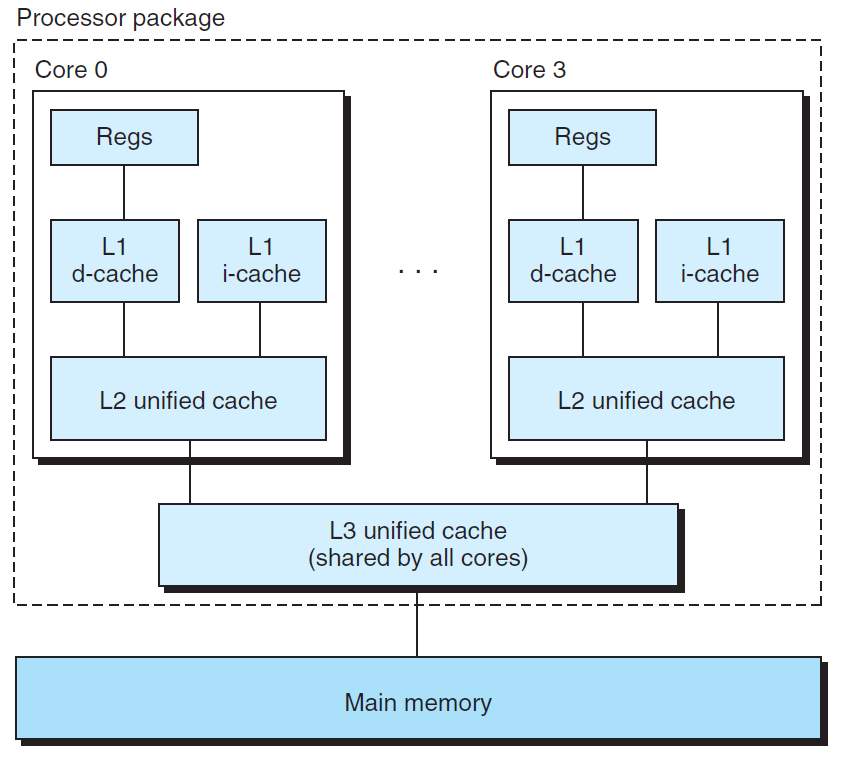 Processor package
Core 0
Regs
L1
d-cache
L1
i-cache
L2 unified cache
. . .
Core 3
Regs
L1
d-cache
L1
i-cache
L2 unified cache
L3 unified cache
(shared by all cores)
Main memory